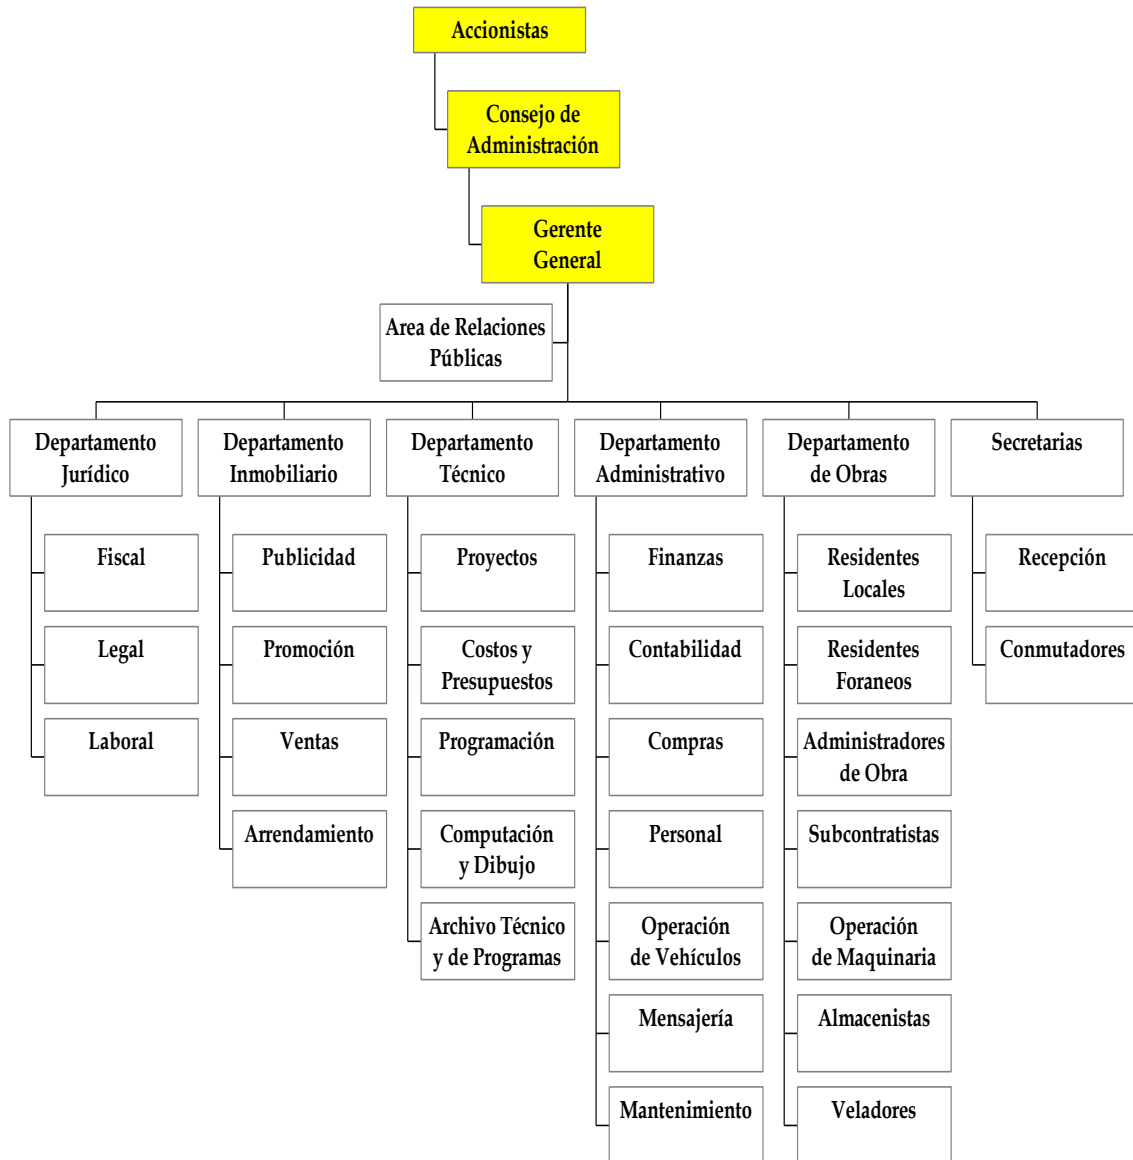 Accionistas
Consejo de
Administración
Gerente
General
Area de Relaciones
Públicas
Departamento
Jurídico
Departamento
Inmobiliario
Departamento
Técnico
Departamento
Administrativo
Departamento
de Obras
Secretarias
Fiscal
Legal
Laboral
Publicidad
Promoción
Ventas
Arrendamiento
Proyectos
Costos y
Presupuestos
Programación
Computación
y Dibujo
Archivo Técnico
y de Programas
Finanzas
Contabilidad
Compras
Personal
Operación
de Vehículos
Mensajería
Mantenimiento
Residentes
Locales
Residentes
Foraneos
Administradores
de Obra
Subcontratistas
Operación
de Maquinaria
Almacenistas
Veladores
Recepción
Conmutadores